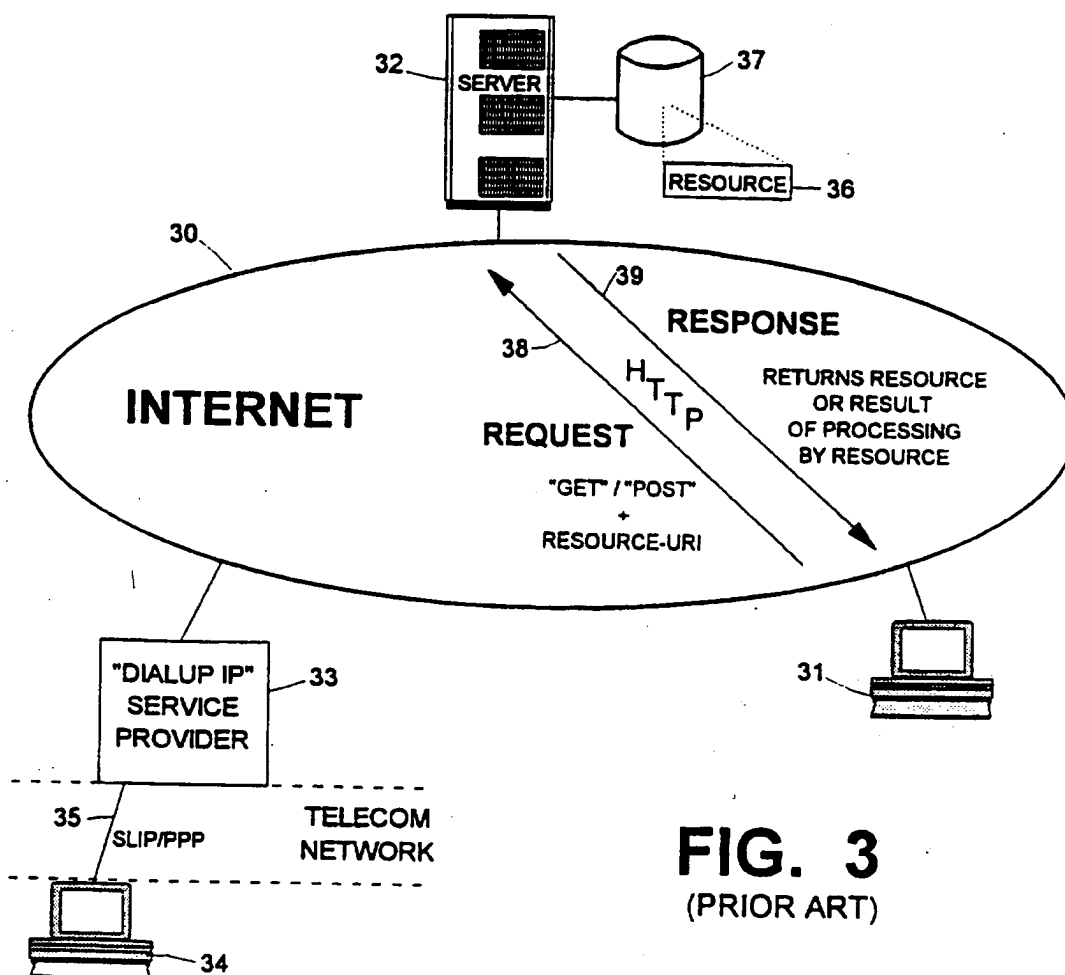 32
SERVER
37
RESOURCE
36
30
39
RESPONSE
38
HTTP
RETURNS RESOURCE
OR RESULT
OF PROCESSING
BY RESOURCE
INTERNET
REQUEST
"GET" / "POST"
+
RESOURCE-URI
"DIALUP IP"
SERVICE
PROVIDER
33
31
35
SLIP/PPP
TELECOM
NETWORK
34
FIG. 3
(PRIOR ART)